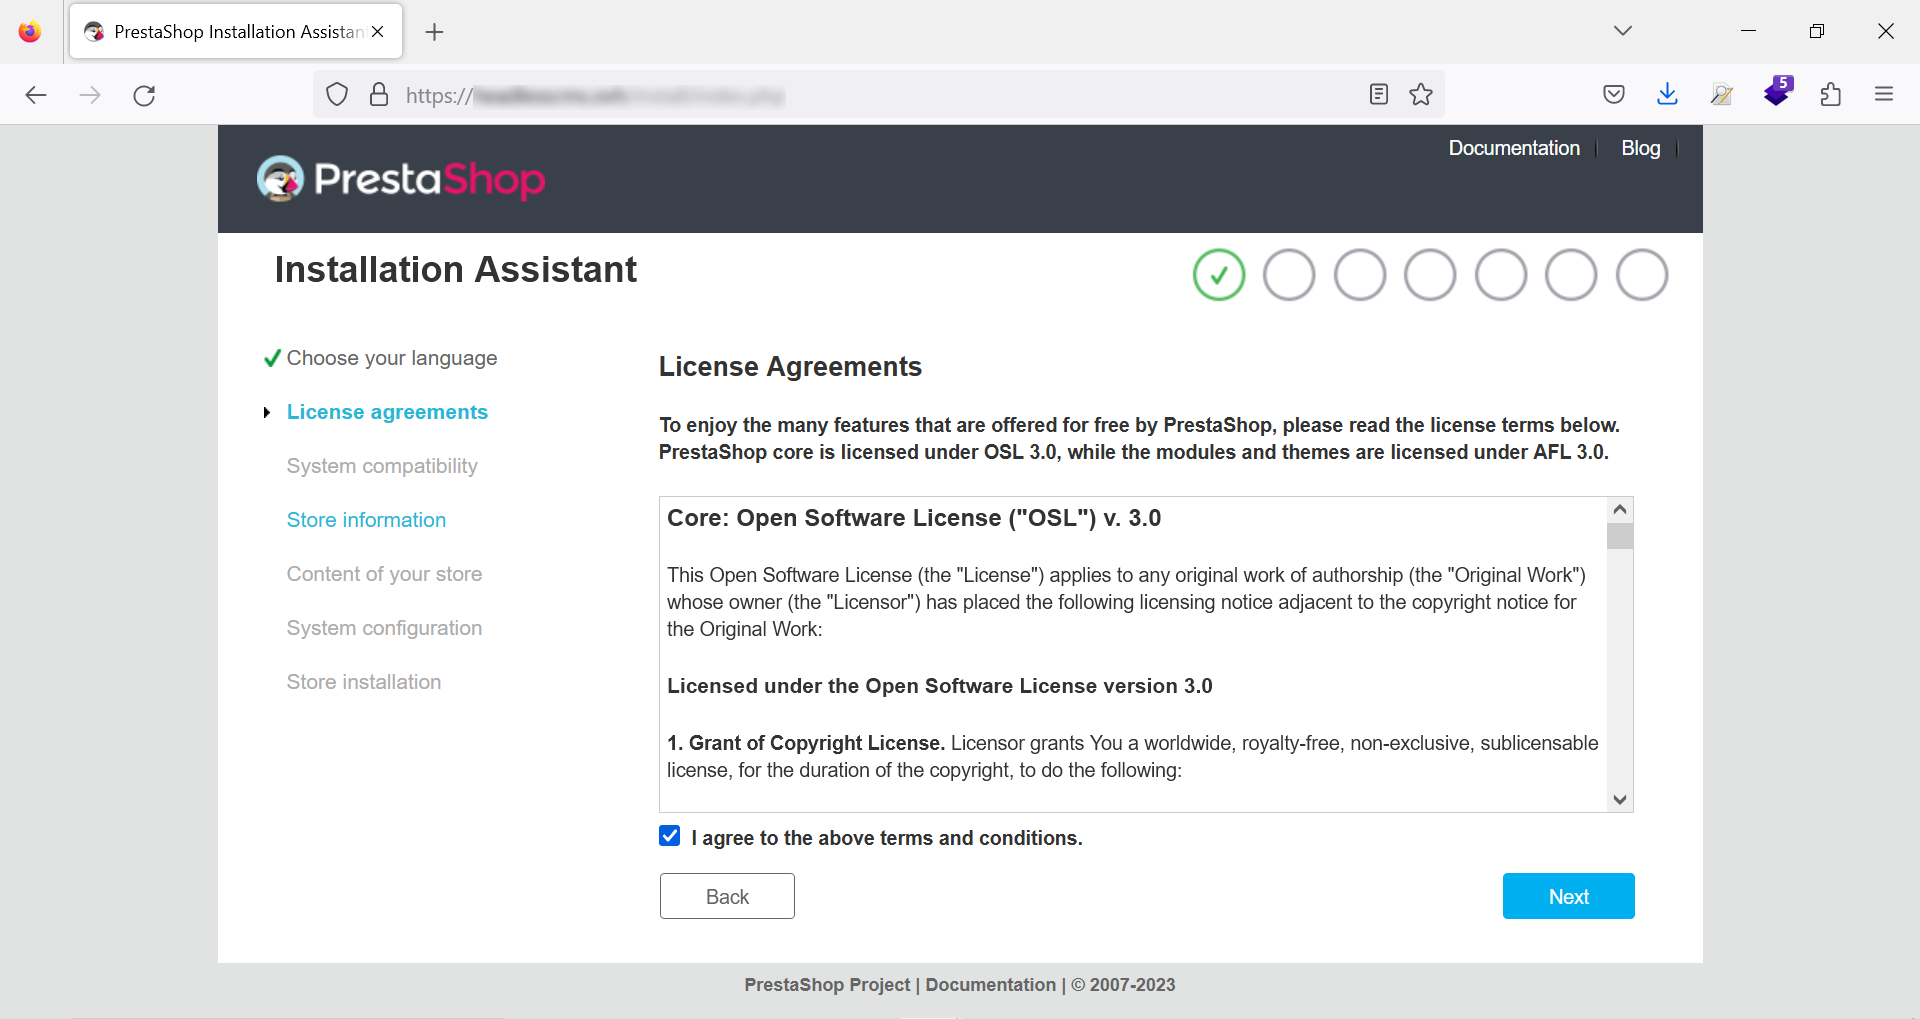 PrestaShop Installation Assistan
https://
5
Documentation
Blog
PrestaShop
Installation Assistant
Choose your language
License agreements
System compatibility
Store information
Content of your store
System configuration
Store installation
License Agreements
To enjoy the many features that are offered for free by PrestaShop, please read the license terms below.
PrestaShop core is licensed under OSL 3.0, while the modules and themes are licensed under AFL 3.0.
Core: Open Software License ("OSL") v. 3.0
This Open Software License (the "License") applies to any original work of authorship (the "Original Work")
whose owner (the "Licensor") has placed the following licensing notice adjacent to the copyright notice for
the Original Work:
Licensed under the Open Software License version 3.0
1. Grant of Copyright License. Licensor grants You a worldwide, royalty-free, non-exclusive, sublicensable
license, for the duration of the copyright, to do the following:
I agree to the above terms and conditions.
Back
Next
PrestaShop Project | Documentation | © 2007-2023